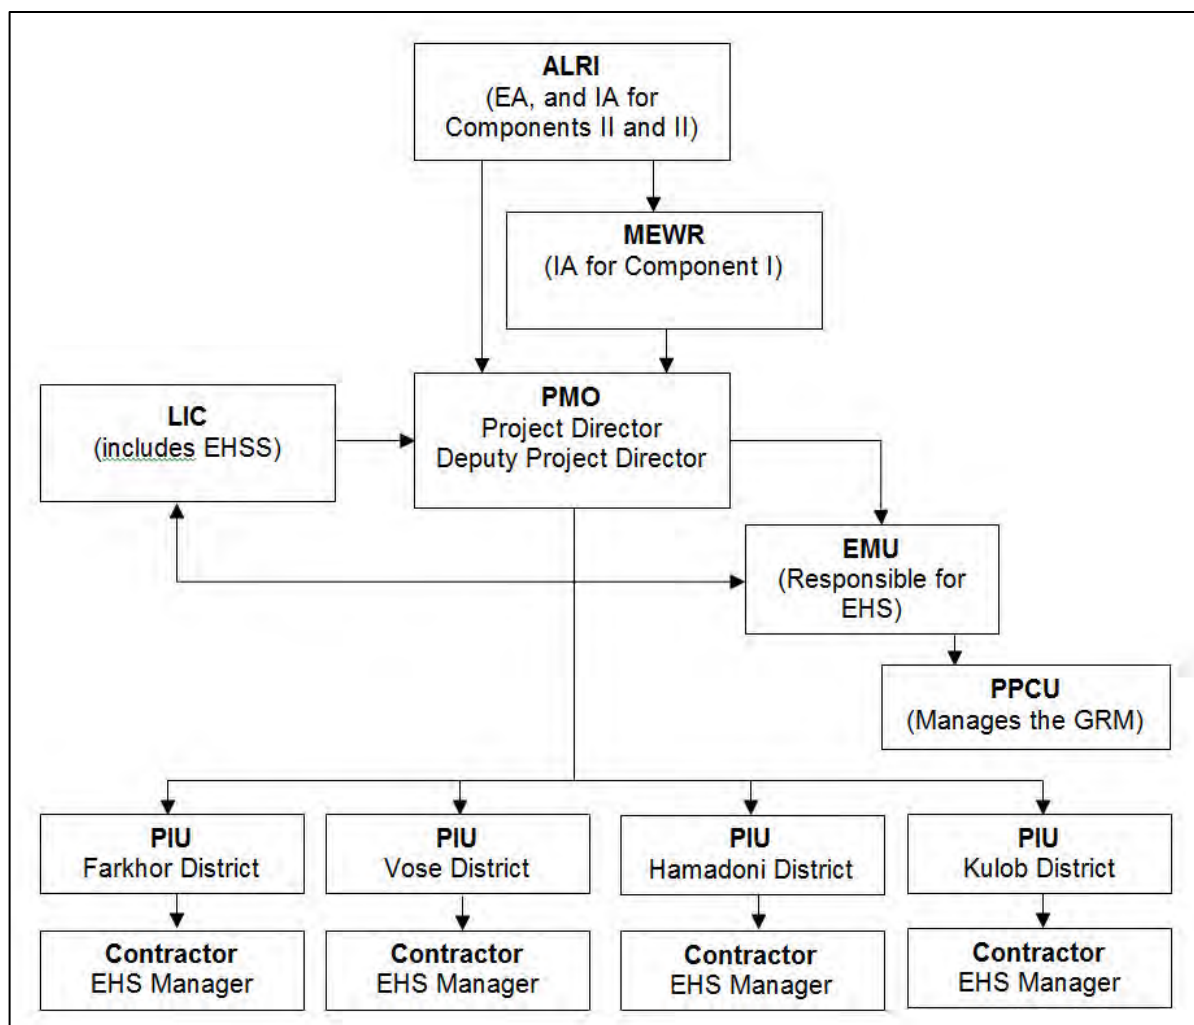 ALRI
(EA, and IA for
Components II and II)
MEWR
(IA for Component I)
LIC
(includes EHSS)
PMO
Project Director
Deputy Project Director
EMU
(Responsible for
EHS)
PPCU
(Manages the GRM)
PIU
Farkhor District
PIU
Vose District
PIU
Hamadoni District
PIU
Kulob District
Contractor
EHS Manager
Contractor
EHS Manager
Contractor
EHS Manager
Contractor
EHS Manager